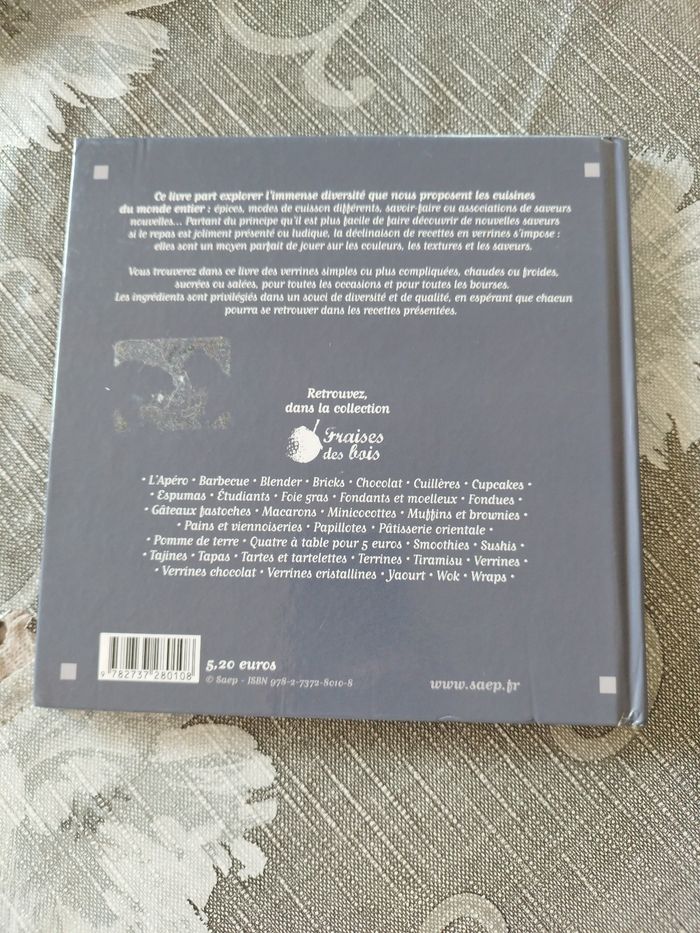 Ce livre part explorer l'immense diversité que nous proposent les cuisines
du monde entier : épices, modes de cuisson différents, savoir-faire ou associations de saveurs
nouvelles... Partant du principe qu'il est plus facile de faire découvrir de nouvelles saveurs
si le repas est joliment présenté ou ludique, la déclinaison de recettes en verrines s'impose :
elles sont un moyen parfait de jouer sur les couleurs, les textures et les saveurs.
Vous trouverez dans ce livre des verrines simples ou plus compliquées, chaudes ou froides,
sucrées ou salées, pour toutes les occasions et pour toutes les bourses.
Les ingrédients sont privilégiés dans un souci de diversité et de qualité, en espérant que chacun
pourra se retrouver dans les recettes présentées.
Retrouvez,
dans la collection
Fraises
des bois
• L'Apéro • Barbecue • Blender • Bricks • Chocolat • Cuillères • Cupcakes •
• Espumas • Étudiants • Foie gras • Fondants et moelleux • Fondues •
• Gâteaux fastoches • Macarons • Minicocottes • Muffins et brownies •
• Pains et viennoiseries • Papillotes • Pâtisserie orientale •
• Pomme de terre • Quatre à table pour 5 euros • Smoothies • Sushis •
• Tajines • Tapas • Tartes et tartelettes • Terrines • Tiramisu • Verrines •
• Verrines chocolat • Verrines cristallines • Yaourt • Wok • Wraps •
9 782737 280108
5,20 euros
© Saep - ISBN 978-2-7372-8010-8
www.saep.fr